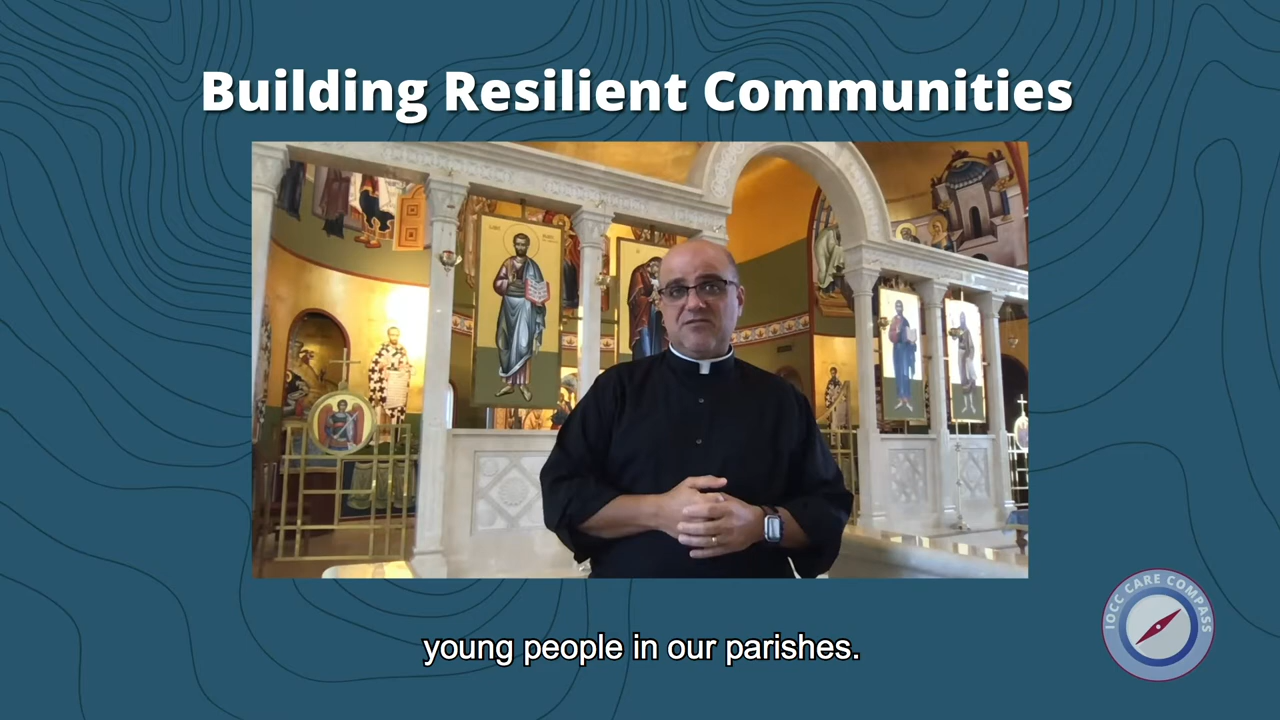 Building Resilient Communities
IOCC CARE COMPASS
young people in our parishes.